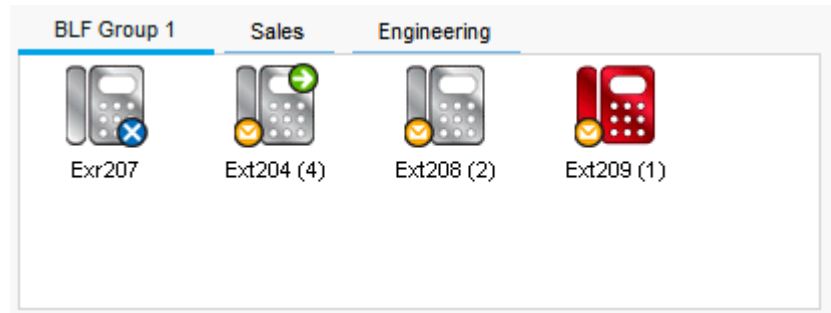 BLF Group 1 Sales Engineering
Exr207 Ext204 (4) Ext208 (2) Ext209 (1)